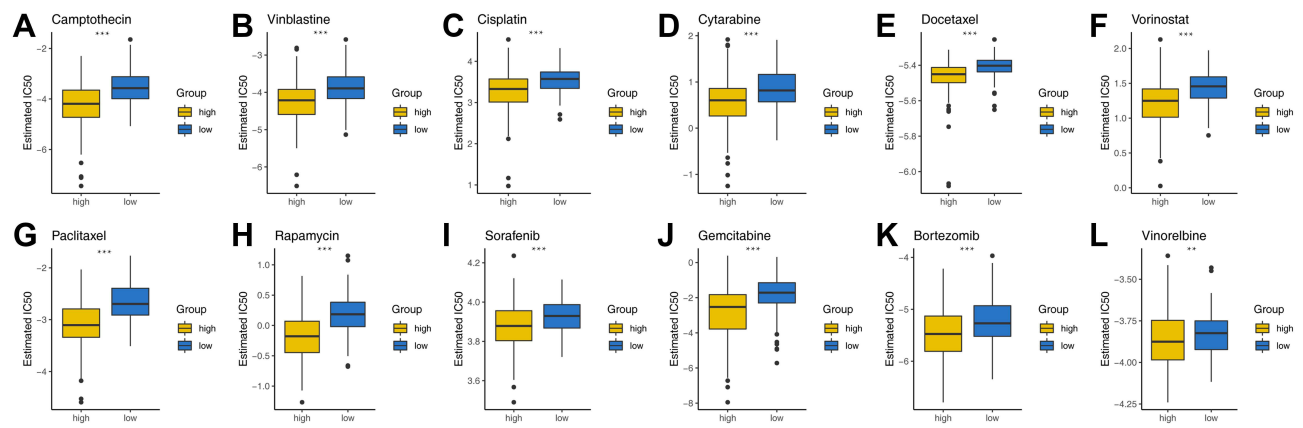 A Camptothecin
***
Estimated IC50
−2
−4
−6
high low
Group
high
low
B Vinblastine
***
Estimated IC50
−3
−4
−5
−6
high low
Group
high
low
C Cisplatin
***
Estimated IC50
4
3
2
1
high low
Group
high
low
D Cytarabine
***
Estimated IC50
2
1
0
−1
high low
Group
high
low
E Docetaxel
***
Estimated IC50
−5.4
−5.6
−5.8
−6.0
high low
Group
high
low
F Vorinostat
***
Estimated IC50
2.0
1.5
1.0
0.5
0.0
high low
Group
high
low
G Paclitaxel
***
Estimated IC50
−2
−3
−4
high low
Group
high
low
H Rapamycin
***
Estimated IC50
1.0
0.5
0.0
−0.5
−1.0
high low
Group
high
low
I Sorafenib
***
Estimated IC50
4.2
4.0
3.8
3.6
high low
Group
high
low
J Gemcitabine
***
Estimated IC50
0
−2
−4
−6
−8
high low
Group
high
low
K Bortezomib
***
Estimated IC50
−4
−5
−6
high low
Group
high
low
L Vinorelbine
**
Estimated IC50
−3.50
−3.75
−4.00
−4.25
high low
Group
high
low